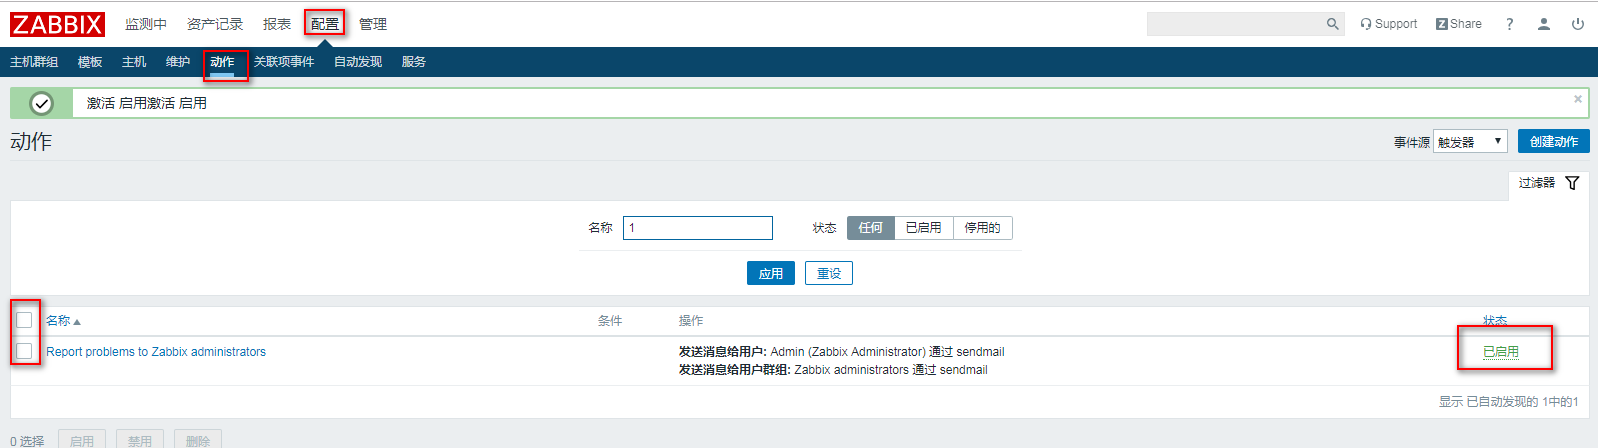 ZABBIX 监测中 资产记录 报表 配置 管理 Support Z Share ?
主机群组 模板 主机 维护 动作 关联项事件 自动发现 服务
激活 启用激活 启用 ×
动作 事件源 触发器 创建动作
过滤器
名称 1 状态 任何 已启用 停用的
应用 重设
名称 条件 操作 状态
Report problems to Zabbix administrators 发送消息给用户: Admin (Zabbix Administrator) 通过 sendmail 已启用
发送消息给用户群组: Zabbix administrators 通过 sendmail
显示 已自动发现的 1中的1
0 选择 启用 禁用 删除